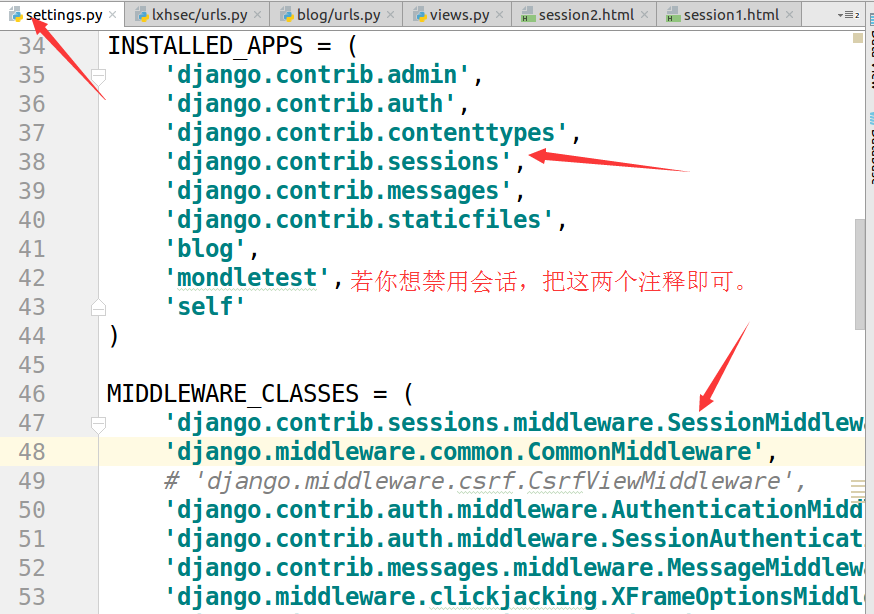 settings.py lxhsec/urls.py blog/urls.py views.py session2.html session1.html
34 INSTALLED_APPS = (
35 'django.contrib.admin',
36 'django.contrib.auth',
37 'django.contrib.contenttypes',
38 'django.contrib.sessions',
39 'django.contrib.messages',
40 'django.contrib.staticfiles',
41 'blog',
42 'mondletest', 若你想禁用会话，把这两个注释即可。
43 'self'
44 )
45
46 MIDDLEWARE_CLASSES = (
47 'django.contrib.sessions.middleware.SessionMiddlew
48 'django.middleware.common.CommonMiddleware',
49 # 'django.middleware.csrf.CsrfViewMiddleware',
50 'django.contrib.auth.middleware.AuthenticationMidd
51 'django.contrib.auth.middleware.SessionAuthenticat
52 'django.contrib.messages.middleware.MessageMiddlew
53 'django.middleware.clickjacking.XFrameOptionsMiddl